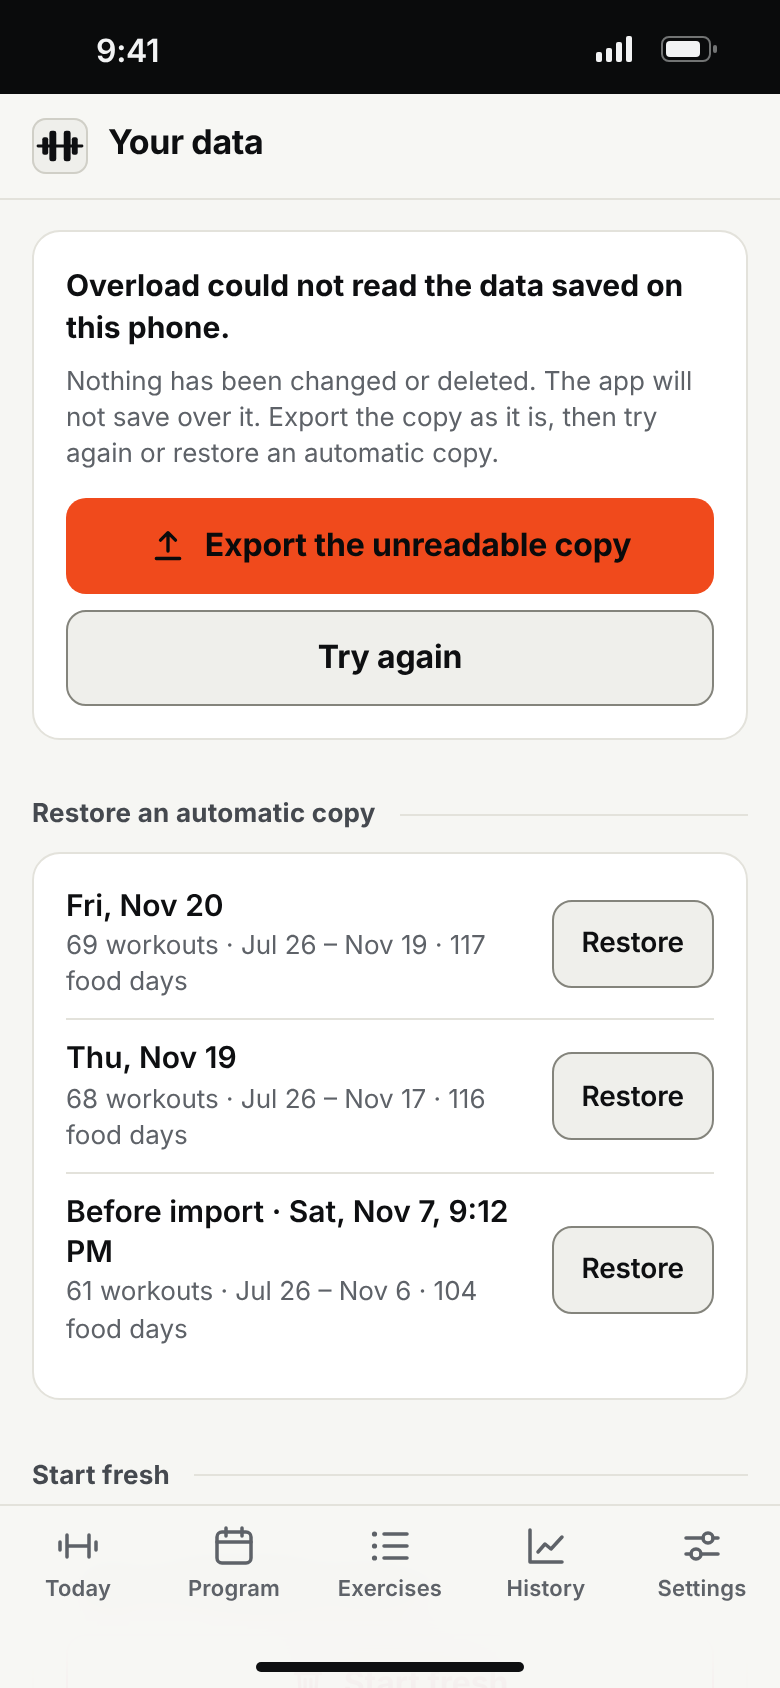 9:41
Your data
Overload could not read the data saved on
this phone.
Nothing has been changed or deleted. The app will
not save over it. Export the copy as it is, then try
again or restore an automatic copy.
Export the unreadable copy
Try again
Restore an automatic copy
Fri, Nov 20
69 workouts · Jul 26 – Nov 19 · 117
food days
Restore
Thu, Nov 19
68 workouts · Jul 26 – Nov 17 · 116
food days
Restore
Before import · Sat, Nov 7, 9:12
PM
61 workouts · Jul 26 – Nov 6 · 104
food days
Restore
Start fresh
Today
Program
Exercises
History
Settings
Start fresh